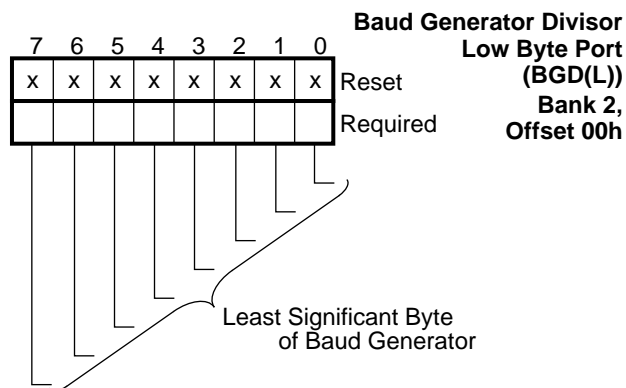 Baud Generator Divisor
Low Byte Port
(BGD(L))
Bank 2,
Offset 00h
7 6 5 4 3 2 1 0
x x x x x x x x Reset
Required
Least Significant Byte
of Baud Generator